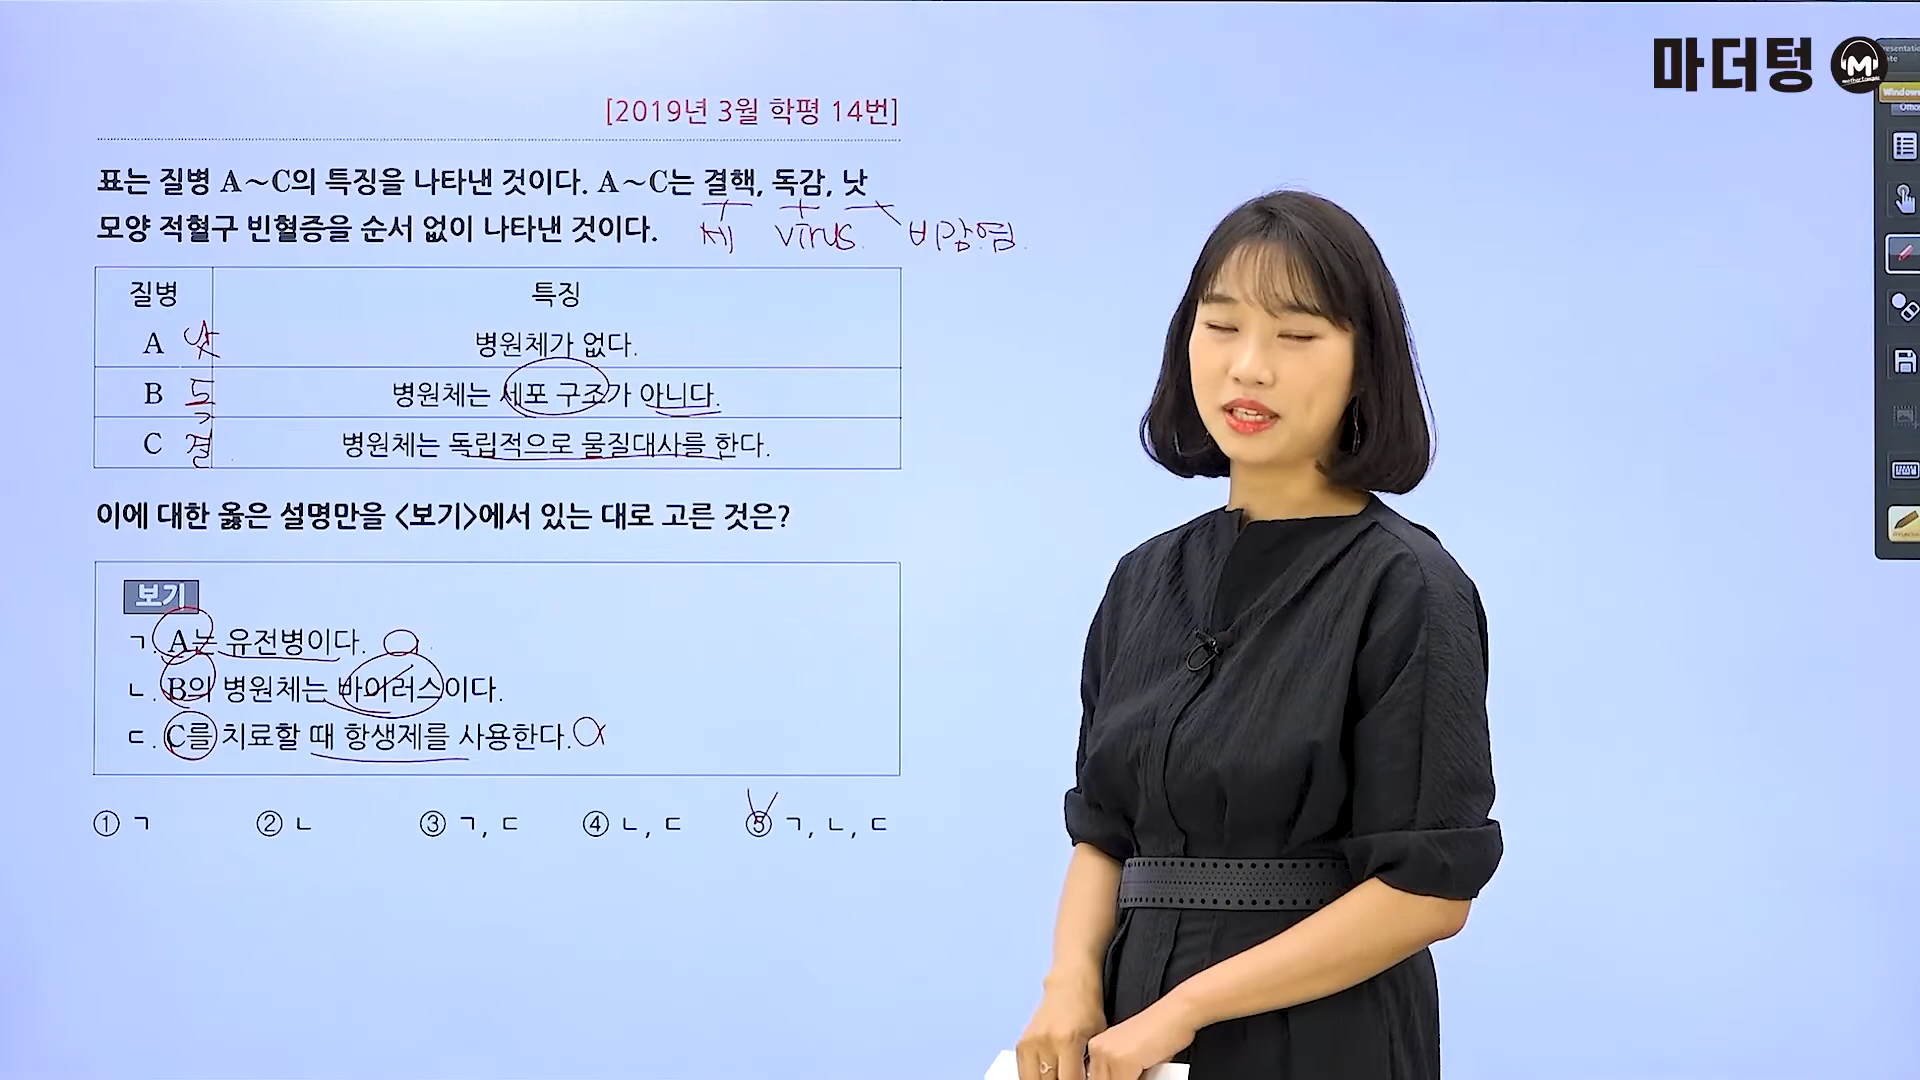 마더텅
[2019년 3월 학평 14번]
표는 질병 A~C의 특징을 나타낸 것이다. A~C는 결핵, 독감, 낫
모양 적혈구 빈혈증을 순서 없이 나타낸 것이다.
세 virus. 비감염.
질병 특징
A 낫 병원체가 없다.
B 독 병원체는 세포 구조가 아니다.
C 결 병원체는 독립적으로 물질대사를 한다.
이에 대한 옳은 설명만을 <보기>에서 있는 대로 고른 것은?
보기
ㄱ. A는 유전병이다.
ㄴ. B의 병원체는 바이러스이다.
ㄷ. C를 치료할 때 항생제를 사용한다.
① ㄱ ② ㄴ ③ ㄱ, ㄷ ④ ㄴ, ㄷ ⑤ ㄱ, ㄴ, ㄷ